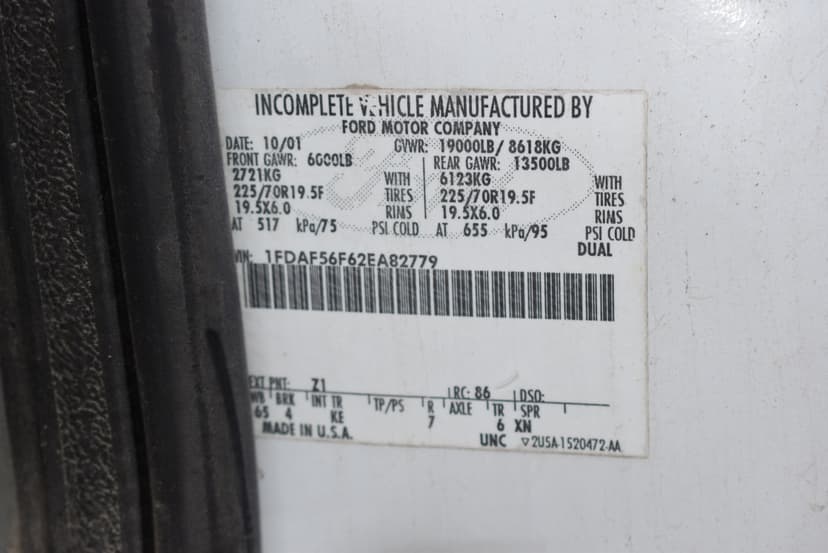 INCOMPLETE VEHICLE MANUFACTURED BY
FORD MOTOR COMPANY
DATE: 10/01 GVWR: 19000LB/ 8618KG
FRONT GAWR: 6000LB REAR GAWR: 13500LB
2721KG WITH 6123KG WITH
225/70R19.5F TIRES 225/70R19.5F TIRES
19.5X6.0 RIMS 19.5X6.0 RIMS
AT 517 kPa/75 PSI COLD AT 655 kPa/95 PSI COLD
DUAL
VIN: 1FDAF56F62EA82779
EXT PNT: Z1 RC: 86 DSO:
WB BRK INT TR TP/PS R AXLE TR SPR
65 4 KE 7 6 XN
MADE IN U.S.A. UNC ▽2U5A-1520472-AA